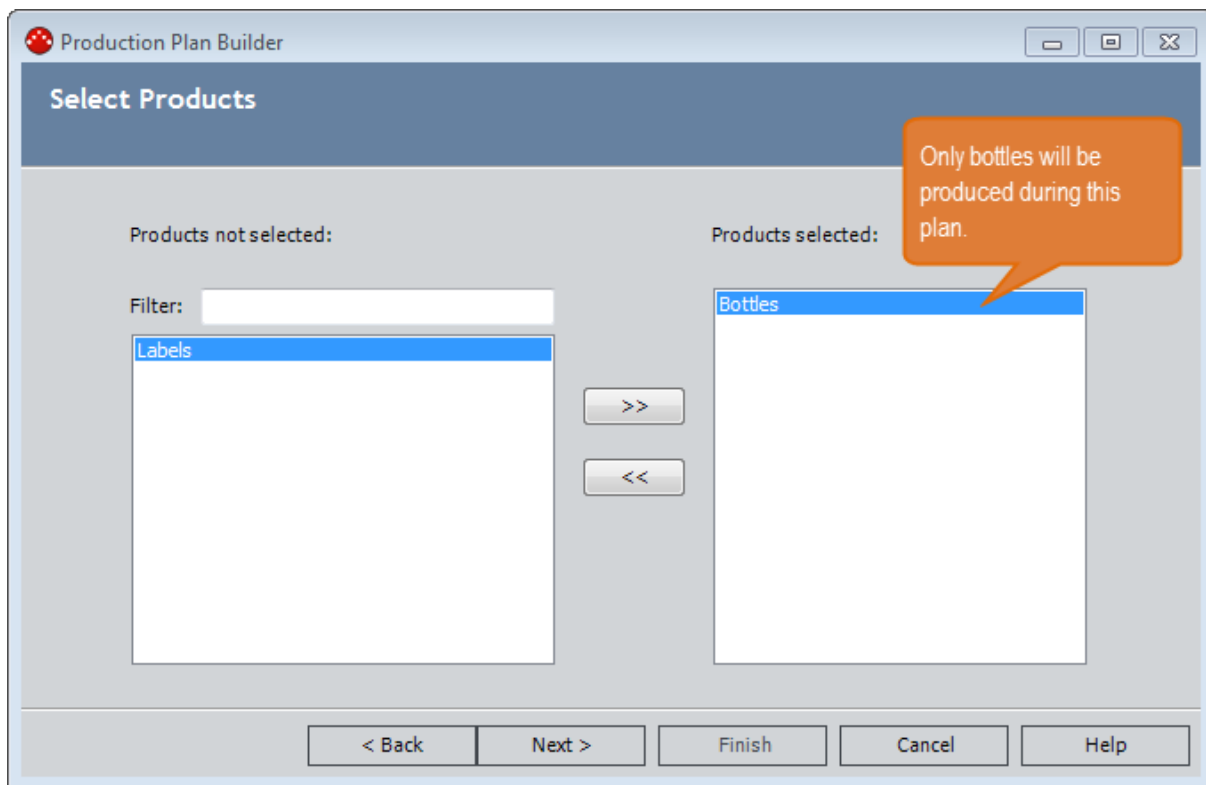 Production Plan Builder
Select Products
Only bottles will be
produced during this
plan.
Products not selected:
Products selected:
Filter:
Bottles
Labels
>>
<<
< Back
Next >
Finish
Cancel
Help